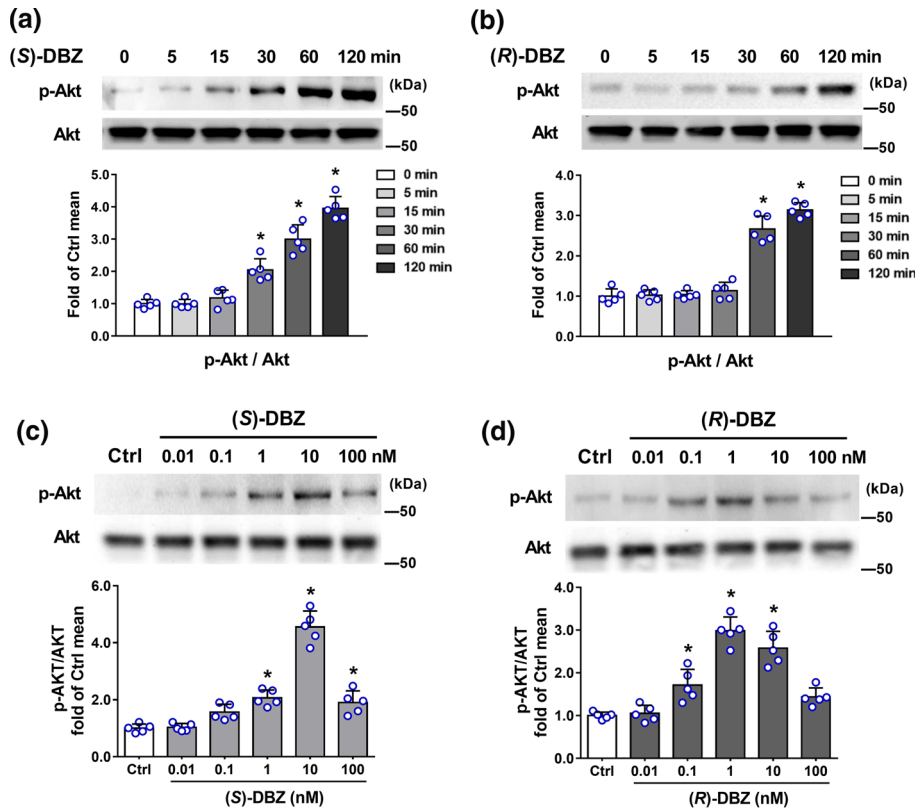 (a)
(S)-DBZ 0 5 15 30 60 120 min
p-Akt
(kDa)
—50
Akt
—50
Fold of Ctrl mean
5.0
4.0
3.0
2.0
1.0
0.0
* * *
0 min
5 min
15 min
30 min
60 min
120 min
p-Akt / Akt
(b)
(R)-DBZ 0 5 15 30 60 120 min
p-Akt
(kDa)
—50
Akt
—50
Fold of Ctrl mean
4.0
3.0
2.0
1.0
0.0
* *
0 min
5 min
15 min
30 min
60 min
120 min
p-Akt / Akt
(c)
(S)-DBZ
Ctrl 0.01 0.1 1 10 100 nM
p-Akt
(kDa)
—50
Akt
—50
p-AKT/AKT
fold of Ctrl mean
6.0
4.0
2.0
0.0
* * *
Ctrl 0.01 0.1 1 10 100
(S)-DBZ (nM)
(d)
(R)-DBZ
Ctrl 0.01 0.1 1 10 100 nM
p-Akt
(kDa)
—50
Akt
—50
p-AKT/AKT
fold of Ctrl mean
4.0
3.0
2.0
1.0
0.0
* * *
Ctrl 0.01 0.1 1 10 100
(R)-DBZ (nM)